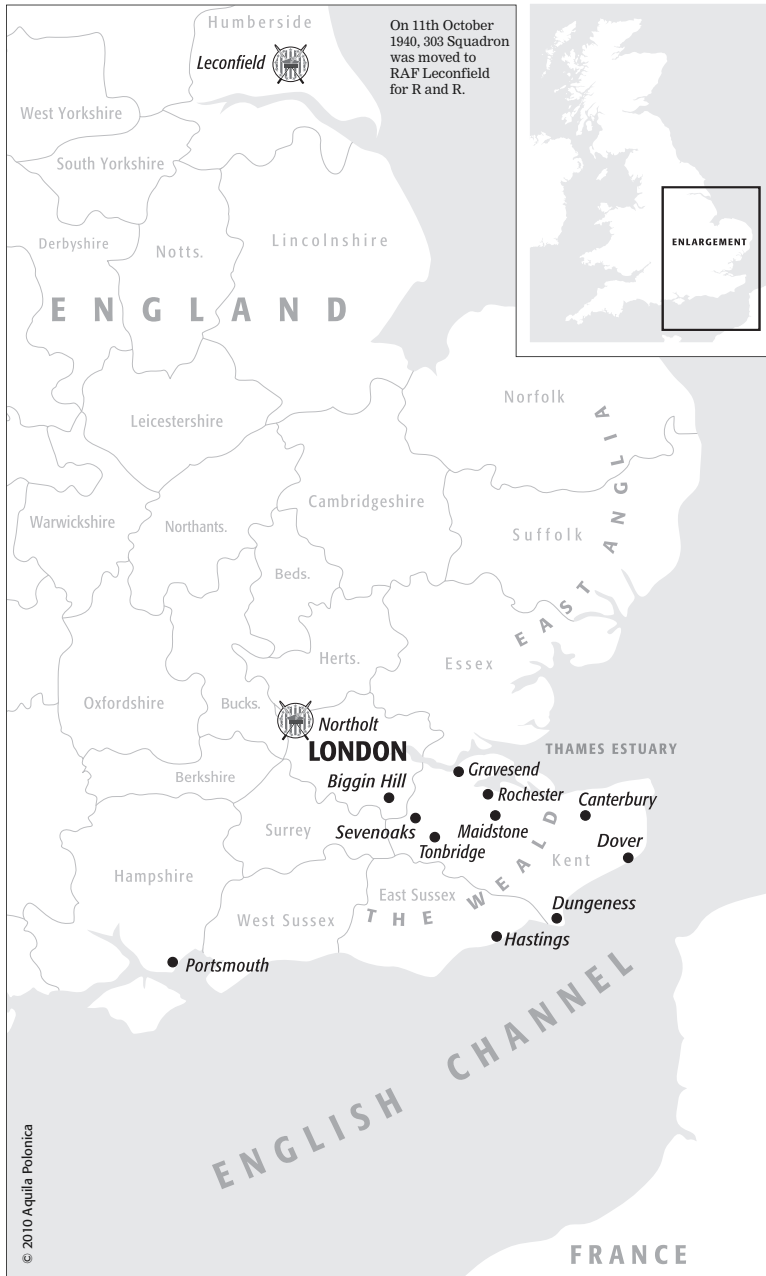 Humberside
Leconfield
On 11th October
1940, 303 Squadron
was moved to
RAF Leconfield
for R and R.
ENLARGEMENT
West Yorkshire
South Yorkshire
Derbyshire
Notts.
Lincolnshire
ENGLAND
Norfolk
Leicestershire
EAST ANGLIA
Cambridgeshire
Warwickshire
Northants.
Suffolk
Beds.
Herts.
Essex
Oxfordshire
Bucks.
Northolt
LONDON
THAMES ESTUARY
Gravesend
Berkshire
Biggin Hill
Rochester
Canterbury
Surrey
Sevenoaks
Maidstone
Tonbridge
Dover
Kent
Hampshire
East Sussex
THE WEALD
West Sussex
Dungeness
Hastings
Portsmouth
ENGLISH CHANNEL
© 2010 Aquila Polonica
FRANCE